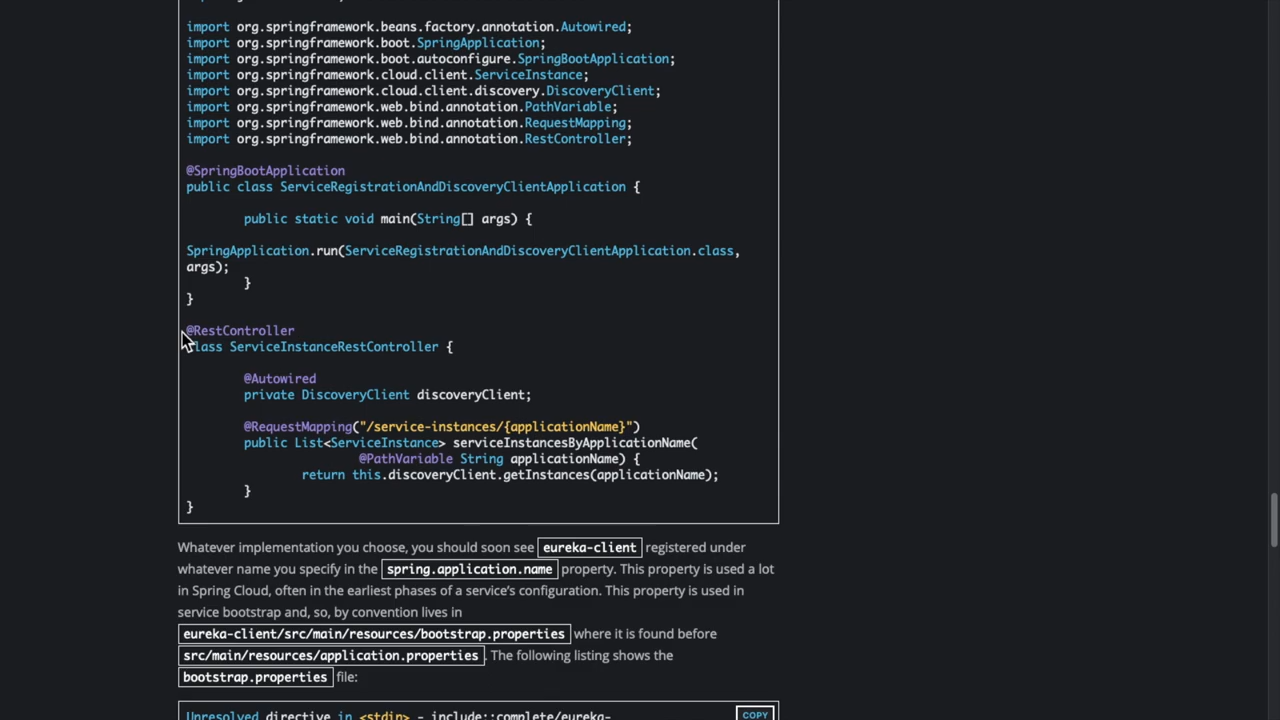 import org.springframework.beans.factory.annotation.Autowired;
import org.springframework.boot.SpringApplication;
import org.springframework.boot.autoconfigure.SpringBootApplication;
import org.springframework.cloud.client.ServiceInstance;
import org.springframework.cloud.client.discovery.DiscoveryClient;
import org.springframework.web.bind.annotation.PathVariable;
import org.springframework.web.bind.annotation.RequestMapping;
import org.springframework.web.bind.annotation.RestController;
@SpringBootApplication
public class ServiceRegistrationAndDiscoveryClientApplication {
public static void main(String[] args) {
SpringApplication.run(ServiceRegistrationAndDiscoveryClientApplication.class,
args);
}
}
@RestController
class ServiceInstanceRestController {
@Autowired
private DiscoveryClient discoveryClient;
@RequestMapping("/service-instances/{applicationName}")
public List<ServiceInstance> serviceInstancesByApplicationName(
@PathVariable String applicationName) {
return this.discoveryClient.getInstances(applicationName);
}
}
Whatever implementation you choose, you should soon see eureka-client registered under
whatever name you specify in the spring.application.name property. This property is used a lot
in Spring Cloud, often in the earliest phases of a service's configuration. This property is used in
service bootstrap and, so, by convention lives in
eureka-client/src/main/resources/bootstrap.properties where it is found before
src/main/resources/application.properties . The following listing shows the
bootstrap.properties file:
Unresolved directive in <stdin> - include::complete/eureka-
COPY